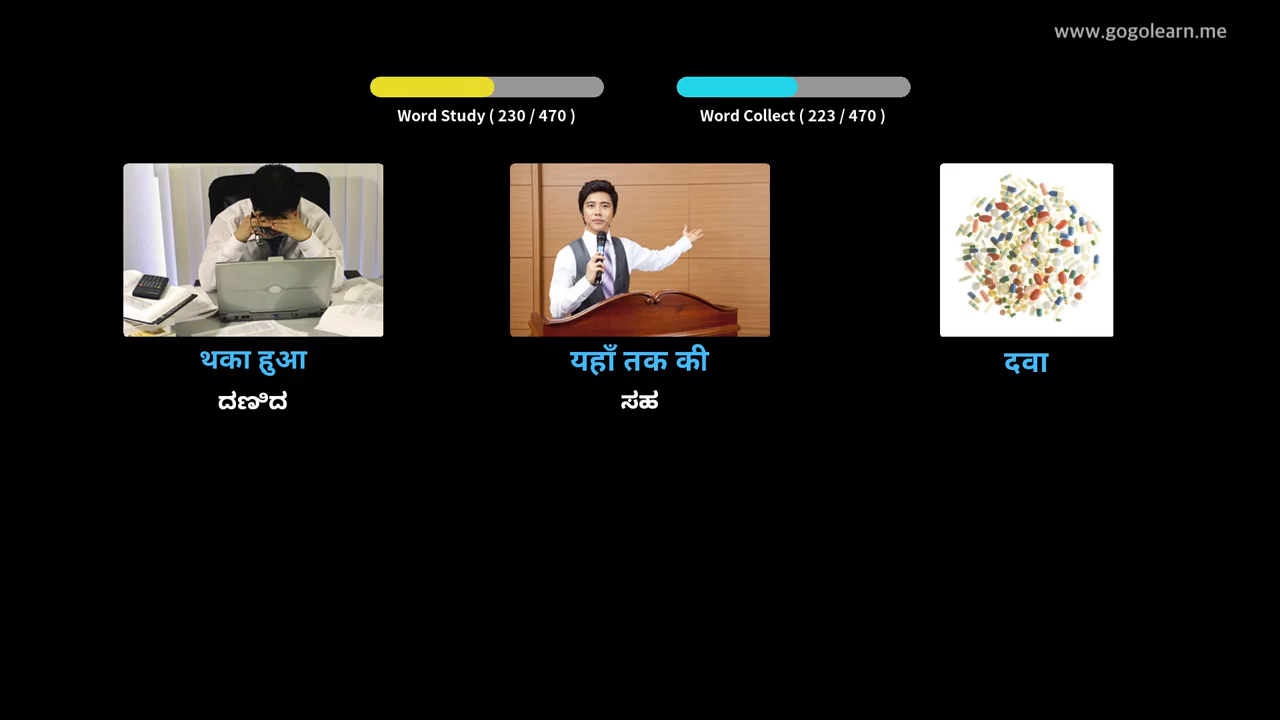 www.gogolearn.me
Word Study ( 230 / 470 )
Word Collect ( 223 / 470 )
थका हुआ
यहाँ तक की
दवा
ದಣಿದ
ಸಹ